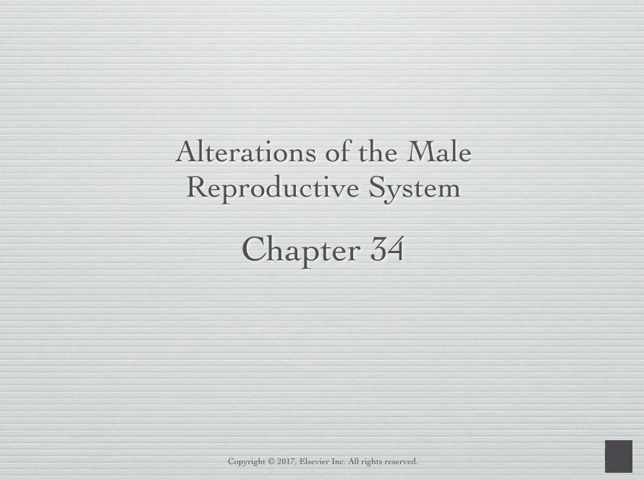 Alterations of the Male
Reproductive System
Chapter 34
Copyright © 2017, Elsevier Inc. All rights reserved.